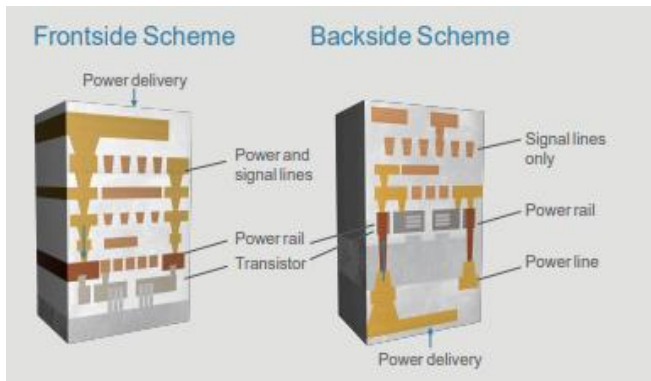 Frontside Scheme
Backside Scheme
Power delivery
Power and
signal lines
Signal lines
only
Power rail
Transistor
Power rail
Power line
Power delivery